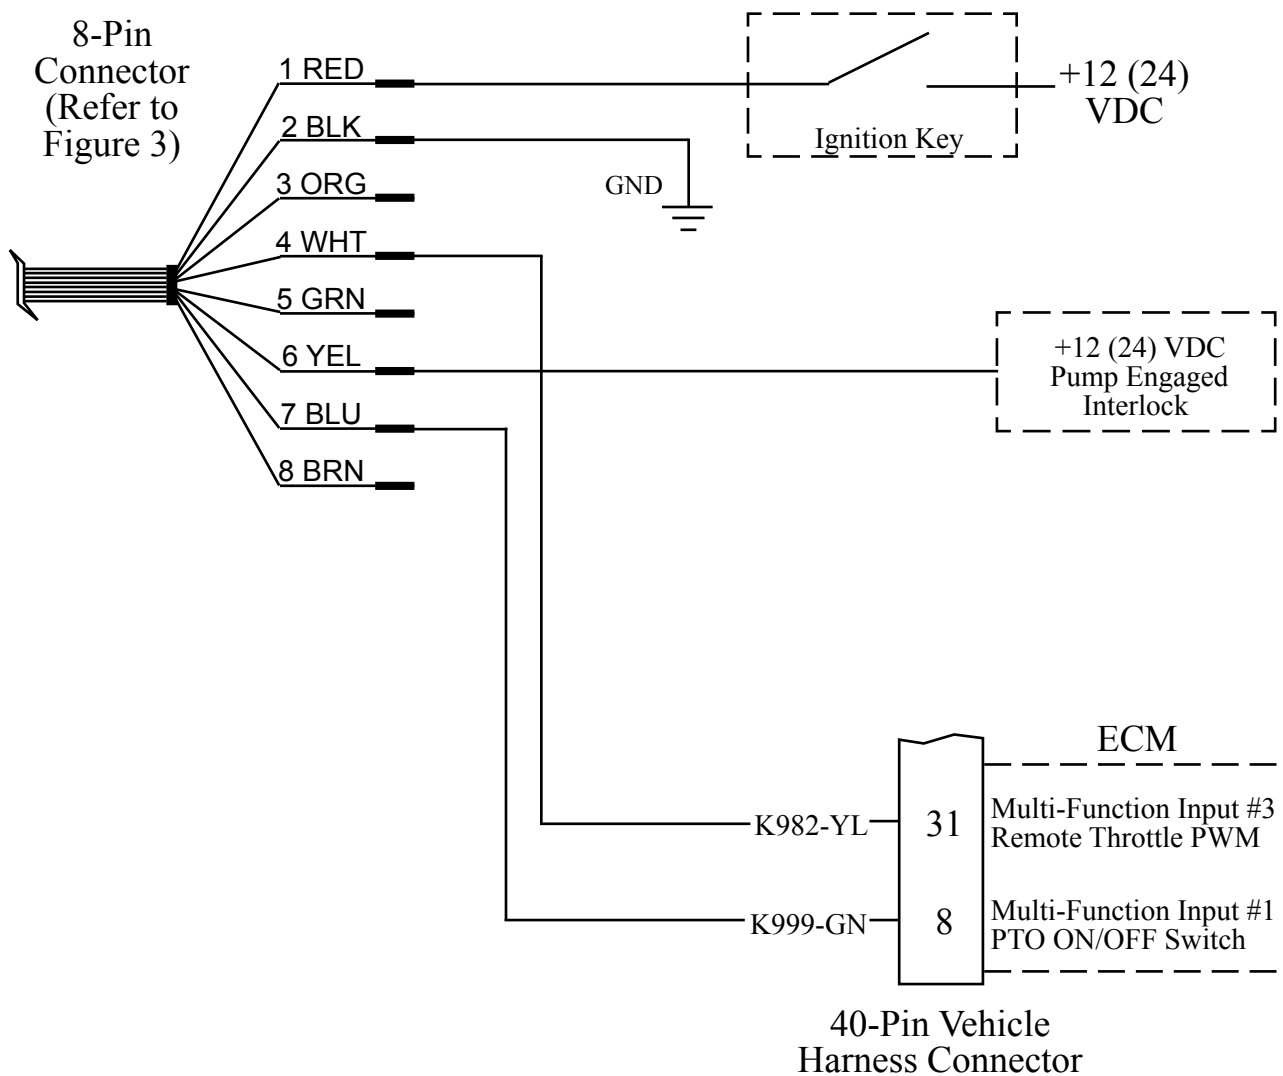 8-Pin
Connector
(Refer to
Figure 3)
1 RED
2 BLK
3 ORG
4 WHT
5 GRN
6 YEL
7 BLU
8 BRN
Ignition Key
+12 (24)
VDC
GND
+12 (24) VDC
Pump Engaged
Interlock
ECM
K982-YL
31
Multi-Function Input #3
Remote Throttle PWM
K999-GN
8
Multi-Function Input #1
PTO ON/OFF Switch
40-Pin Vehicle
Harness Connector